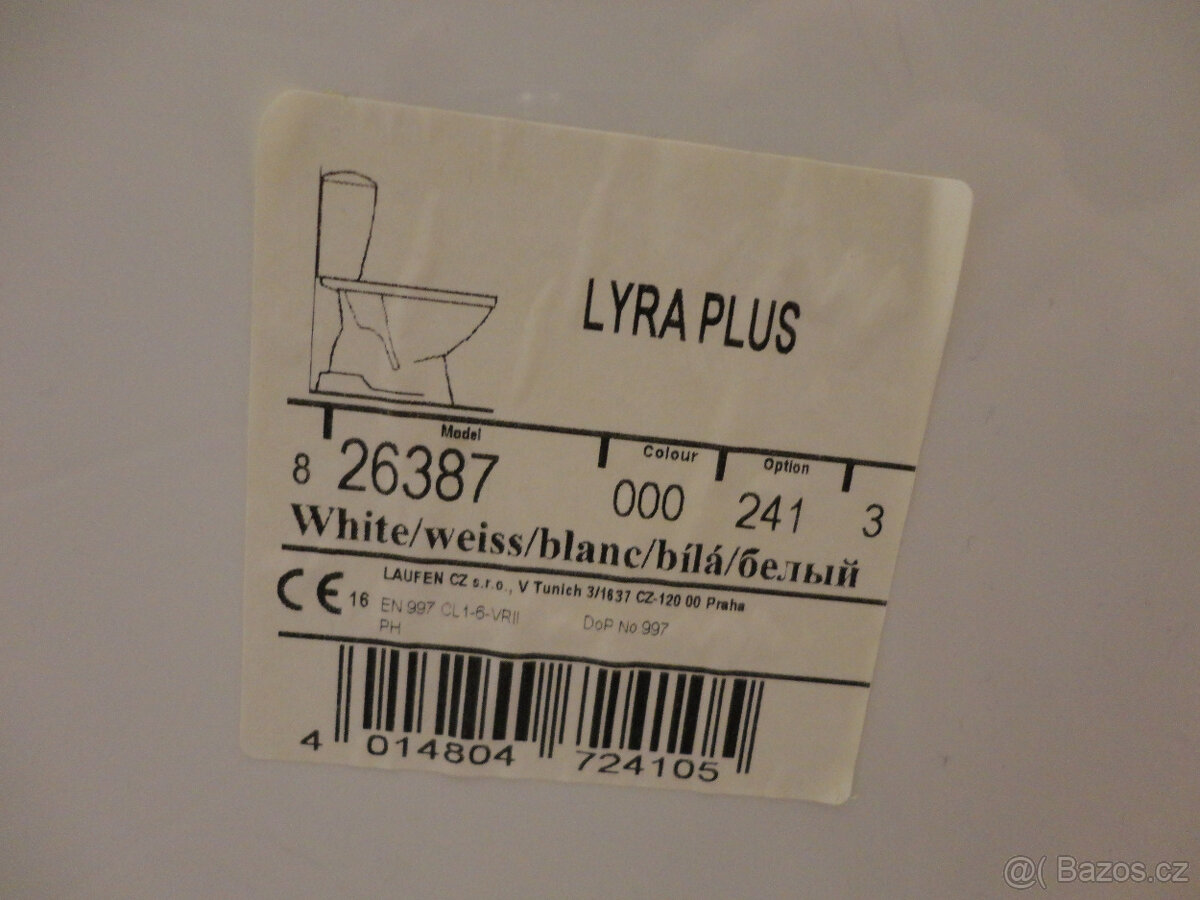 LYRA PLUS
Model Colour Option
8 26387 000 241 3
White/weiss/blanc/bílá/белый
LAUFEN CZ s.r.o., V Tunich 3/1637 CZ-120 00 Praha
CE 16 EN 997 CL1-6-VRII DoP No 997
PH
4 014804 724105
@( Bazos.cz